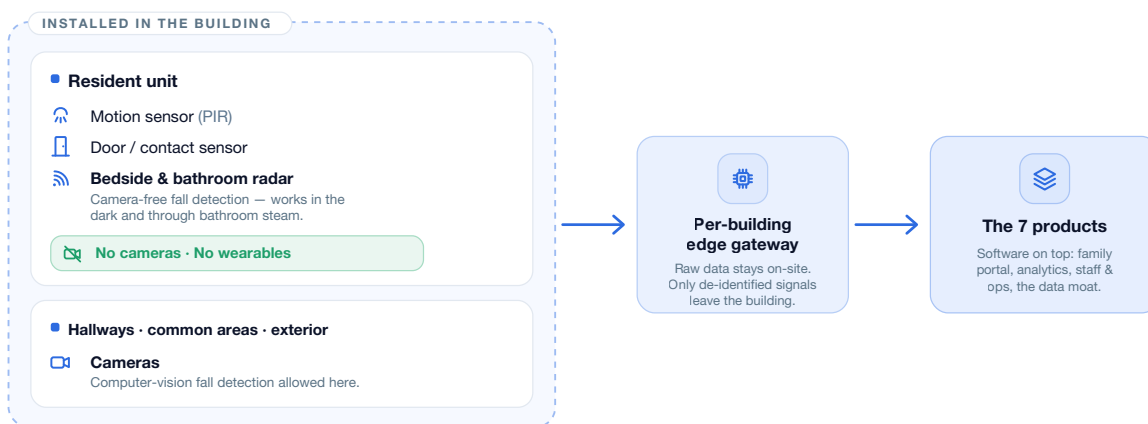 INSTALLED IN THE BUILDING
Resident unit
Motion sensor (PIR)
Door / contact sensor
Bedside & bathroom radar
Camera-free fall detection — works in the
dark and through bathroom steam.
No cameras · No wearables
Hallways · common areas · exterior
Cameras
Computer-vision fall detection allowed here.
Per-building
edge gateway
Raw data stays on-site.
Only de-identified signals
leave the building.
The 7 products
Software on top: family
portal, analytics, staff &
ops, the data moat.